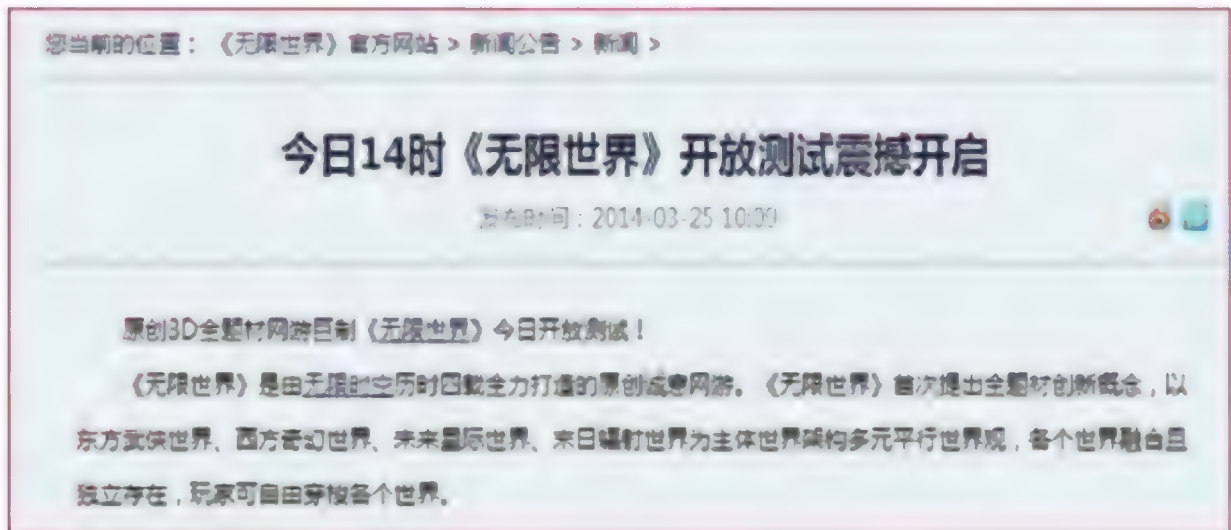 您当前的位置：《无限世界》官方网站 > 新闻公告 > 新闻 >
今日14时《无限世界》开放测试震撼开启
发布时间：2014-03-25 10:09
原创3D全题材网游巨制《无限世界》今日开放测试！
《无限世界》是由无限时空历时四载全力打造的原创诚意网游。《无限世界》首次提出全题材创新概念，以
东方武侠世界、西方奇幻世界、未来星际世界、末日辐射世界为主体世界架构多元平行世界观，各个世界融合且
独立存在，玩家可自由穿梭各个世界。